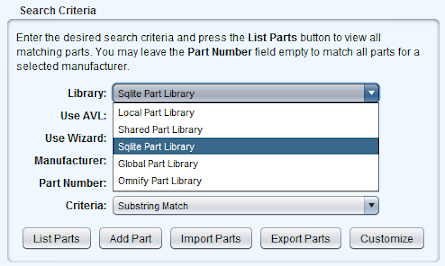 Search Criteria
Enter the desired search criteria and press the List Parts button to view all
matching parts. You may leave the Part Number field empty to match all parts for a
selected manufacturer.
Library: Sqlite Part Library
Use AVL: Local Part Library
Shared Part Library
Use Wizard: Sqlite Part Library
Manufacturer: Global Part Library
Part Number: Omnify Part Library
Criteria: Substring Match
List Parts Add Part Import Parts Export Parts Customize